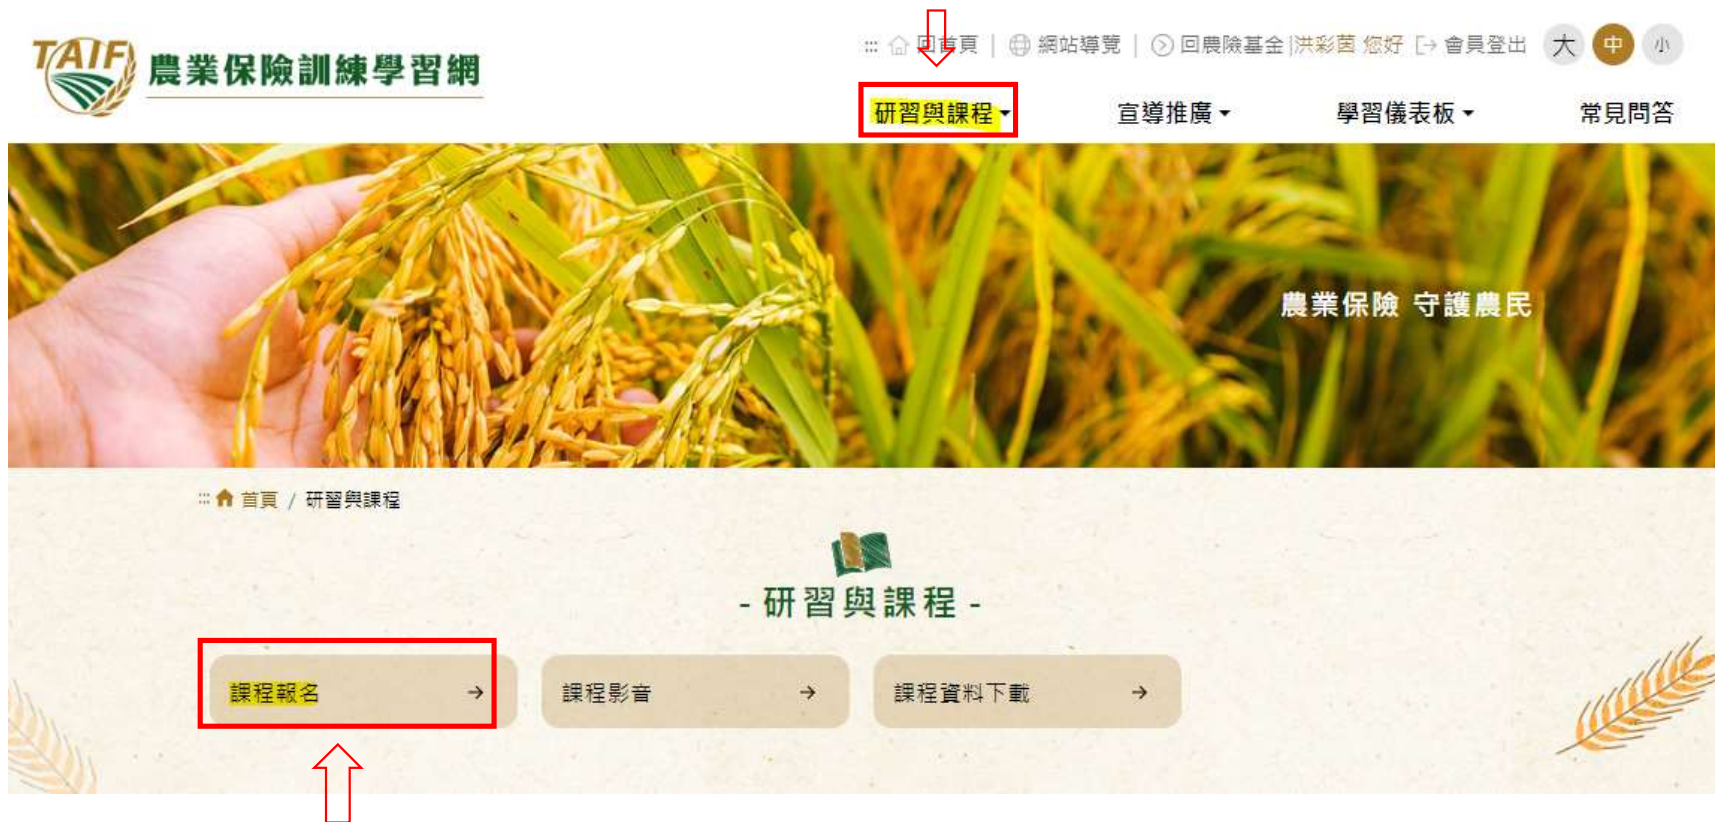 TAIF 農業保險訓練學習網
::: 回首頁 | 網站導覽 | 回農險基金 | 洪彩茵 您好 會員登出 大 中 小
研習與課程 宣導推廣 學習儀表板 常見問答
農業保險 守護農民
::: 首頁 / 研習與課程
- 研習與課程 -
課程報名 → 課程影音 → 課程資料下載 →